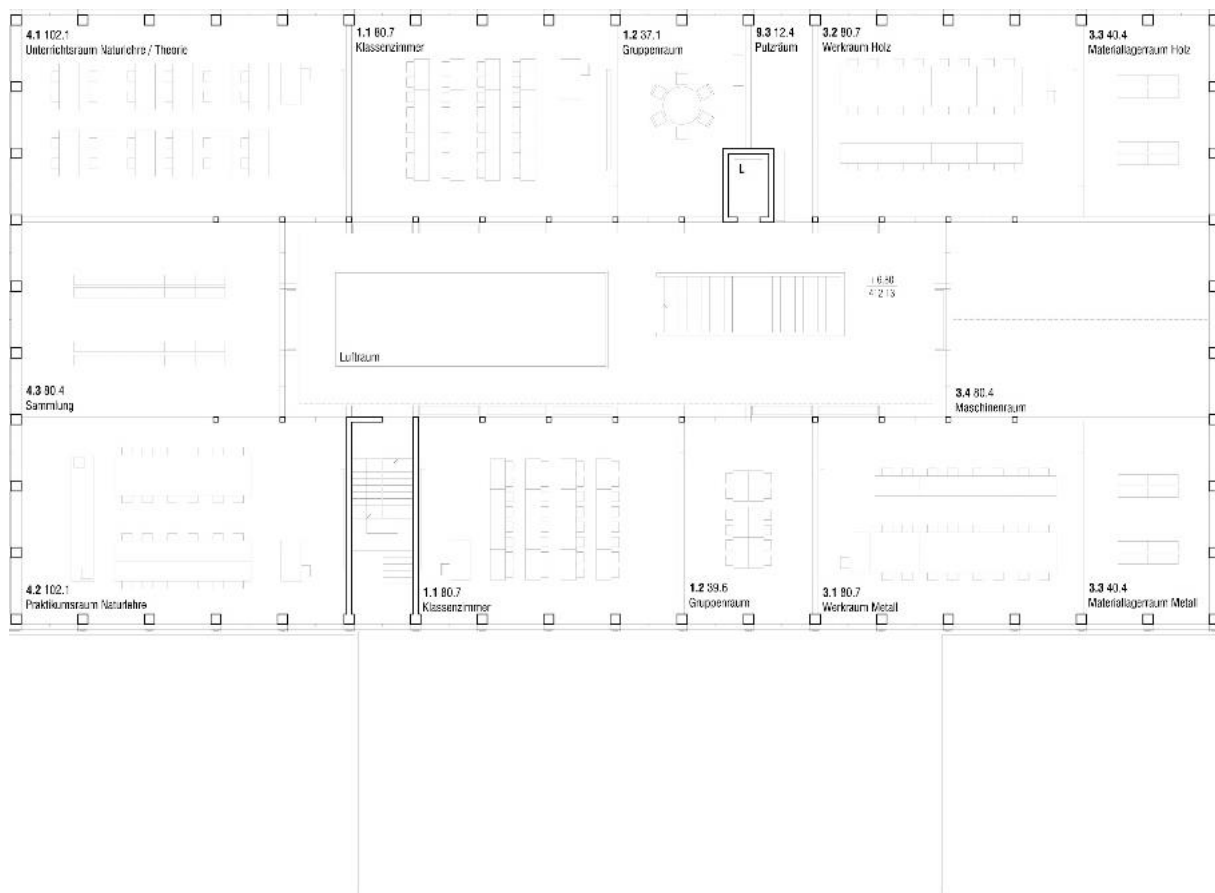 4.1 102.1
Unterrichtsraum Naturlehre / Theorie
1.1 80.7
Klassenzimmer
1.2 37.1
Gruppenraum
9.3 12.4
Putzraum
3.2 80.7
Werkraum Holz
3.3 40.4
Materiallagerraum Holz
L
Luftraum
4.3 80.4
Sammlung
3.4 80.4
Maschinenraum
4.2 102.1
Praktikumsraum Naturlehre
1.1 80.7
Klassenzimmer
1.2 39.6
Gruppenraum
3.1 80.7
Werkraum Metall
3.3 40.4
Materiallagerraum Metall